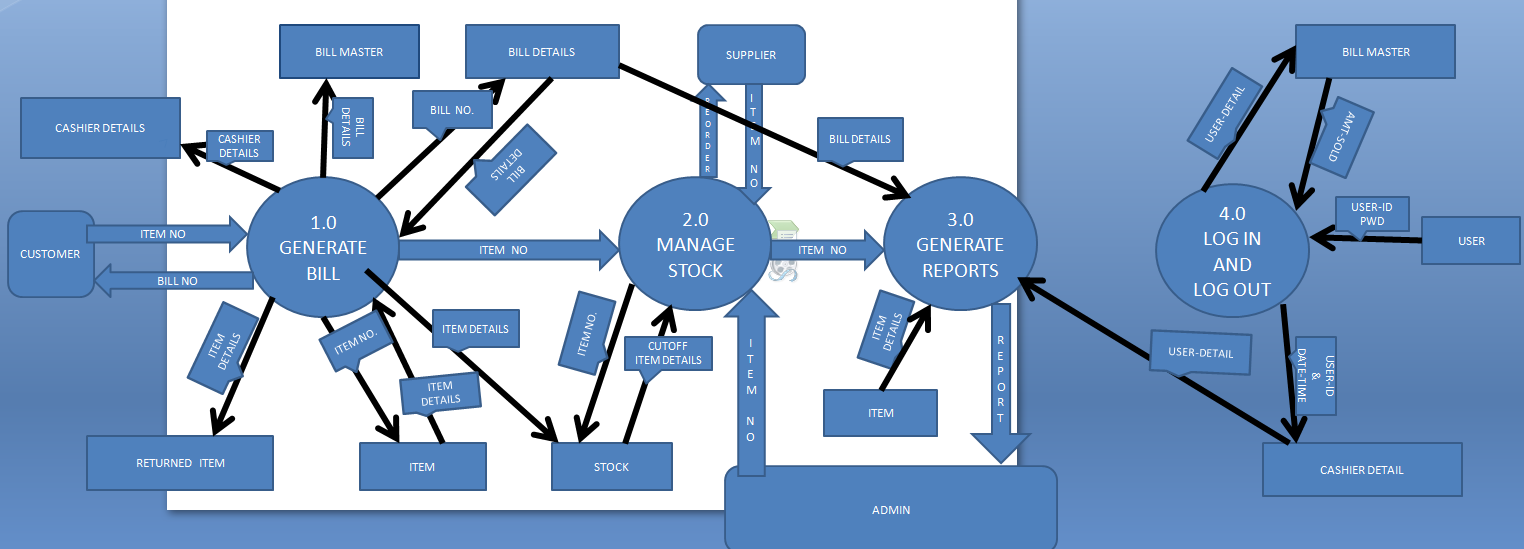 BILL MASTER
BILL DETAILS
SUPPLIER
BILL MASTER
CASHIER DETAILS
CASHIER
DETAILS
BILL
DETAILS
BILL NO.
BILL
DETAILS
REORDER
ITEM NO
BILL DETAILS
USER-DETAIL
AMT-SOLD
CUSTOMER
ITEM NO
BILL NO
1.0
GENERATE
BILL
ITEM NO
2.0
MANAGE
STOCK
ITEM NO
3.0
GENERATE
REPORTS
4.0
LOG IN
AND
LOG OUT
USER-ID
PWD
USER
ITEM
DETAILS
ITEM NO.
ITEM DETAILS
ITEM
DETAILS
ITEM NO.
CUTOFF
ITEM DETAILS
ITEM NO
ITEM
DETAILS
REPORT
USER-DETAIL
USER-ID
&
DATE-TIME
RETURNED ITEM
ITEM
STOCK
ITEM
CASHIER DETAIL
ADMIN